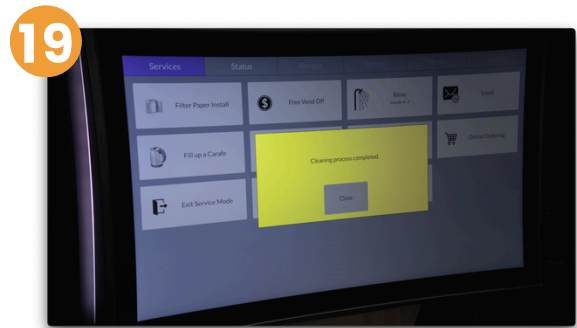 19
Services Status
Filter Paper Install
Free Vend Off
Rinse
Email
Fill up a Carafe
Online Ordering
Exit Service Mode
Cleaning process completed.
Close